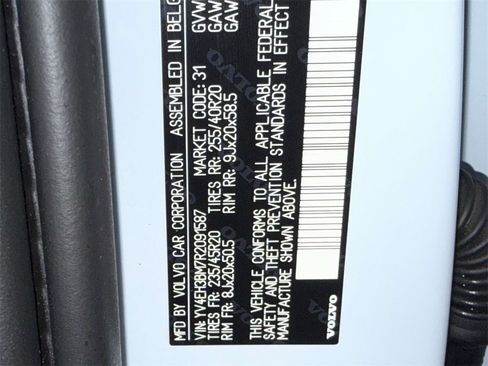 MFD BY VOLVO CAR CORPORATION ASSEMBLED IN BELG
VIN: YV4EH3BM7R2091587 MARKET CODE: 31 GVW
TIRES FR: 235/45R20 TIRES RR: 255/40R20 GAW
RIM FR: 8Jx20x50.5 RIM RR: 9Jx20x58.5 GAW
THIS VEHICLE CONFORMS TO ALL APPLICABLE FEDERAL
SAFETY AND THEFT PREVENTION STANDARDS IN EFFECT
MANUFACTURE SHOWN ABOVE.
VOLVO